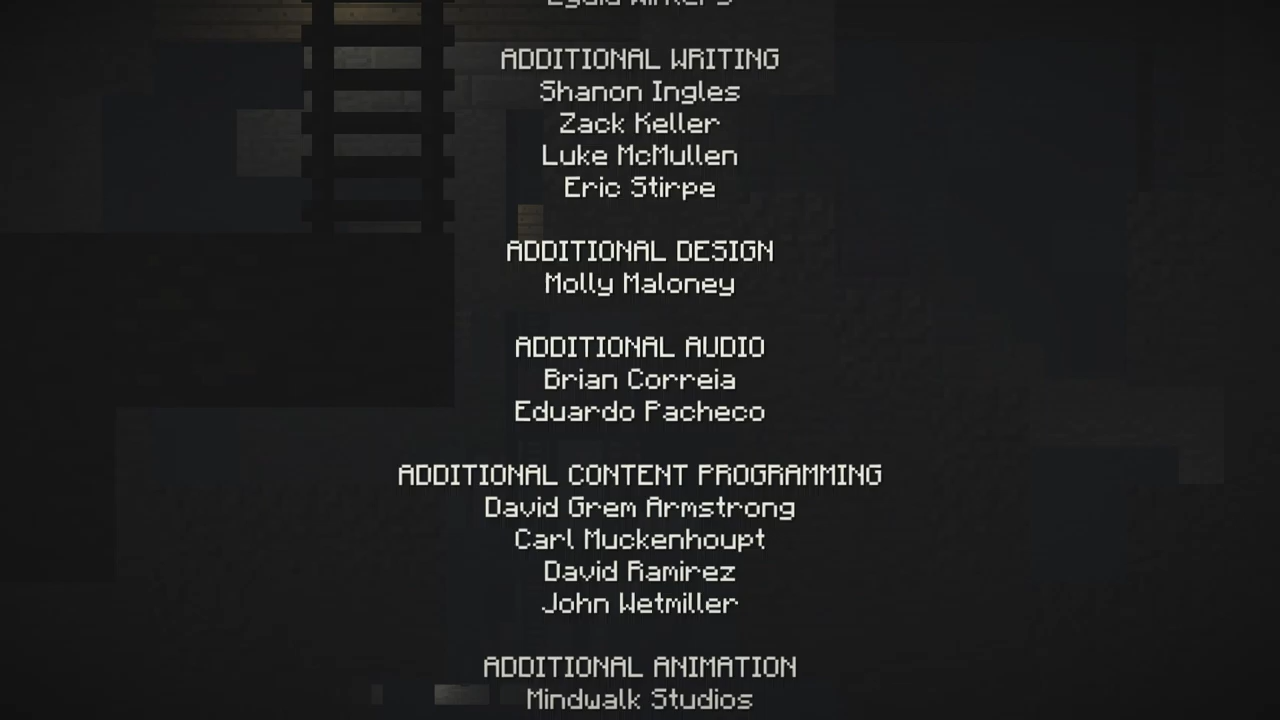 ADDITIONAL WRITING
Shanon Ingles
Zack Keller
Luke McMullen
Eric Stirpe
ADDITIONAL DESIGN
Molly Maloney
ADDITIONAL AUDIO
Brian Correia
Eduardo Pacheco
ADDITIONAL CONTENT PROGRAMMING
David Grem Armstrong
Carl Muckenhoupt
David Ramirez
John Wetmiller
ADDITIONAL ANIMATION
Mindwalk Studios